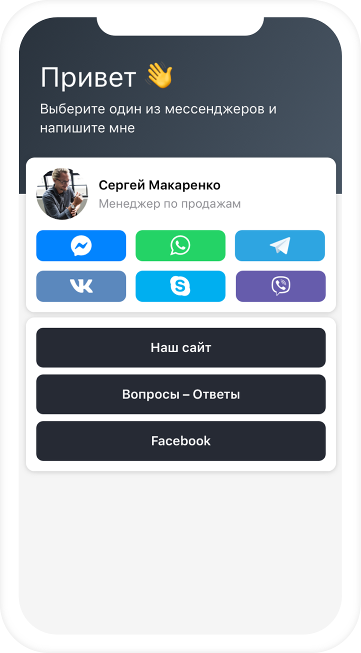 Привет 👋
Выберите один из мессенджеров и
напишите мне
Сергей Макаренко
Менеджер по продажам
Наш сайт
Вопросы – Ответы
Facebook